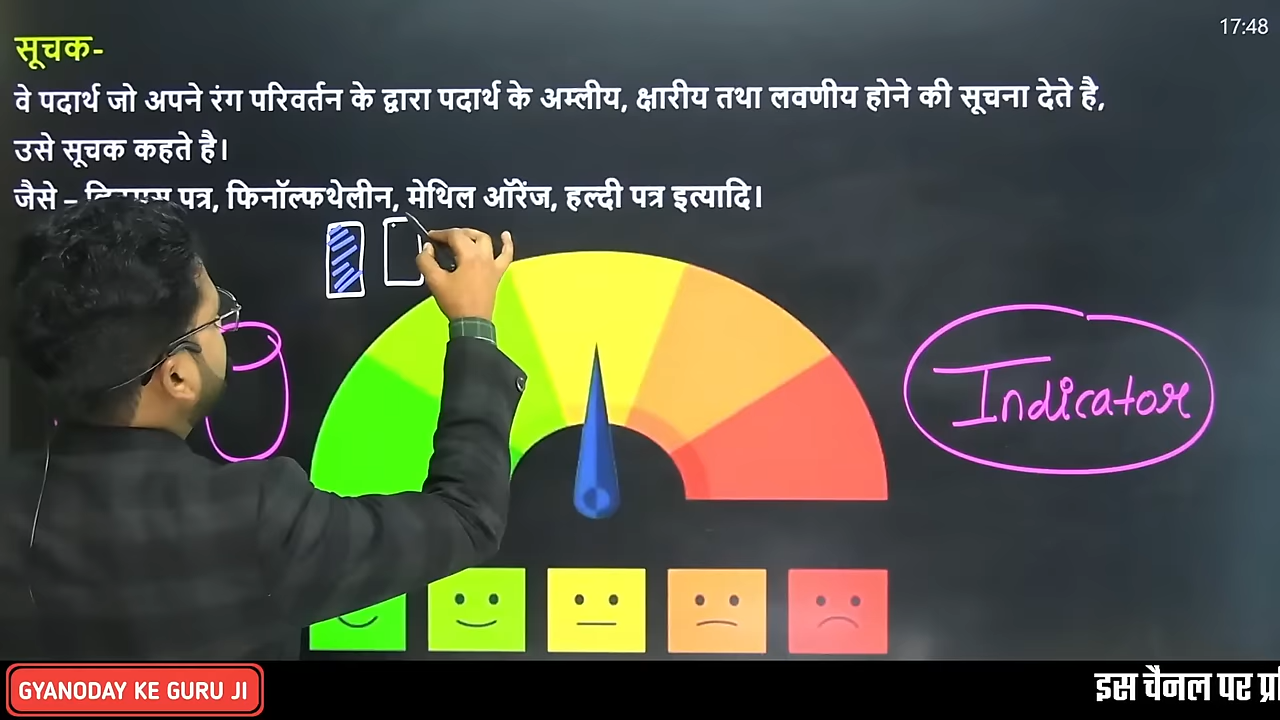 17:48
सूचक-
वे पदार्थ जो अपने रंग परिवर्तन के द्वारा पदार्थ के अम्लीय, क्षारीय तथा लवणीय होने की सूचना देते है,
उसे सूचक कहते है।
जैसे – पत्र, फिनॉल्फथेलीन, मेथिल ऑरेंज, हल्दी पत्र इत्यादि।
Indicator
GYANODAY KE GURU JI
इस चैनल पर